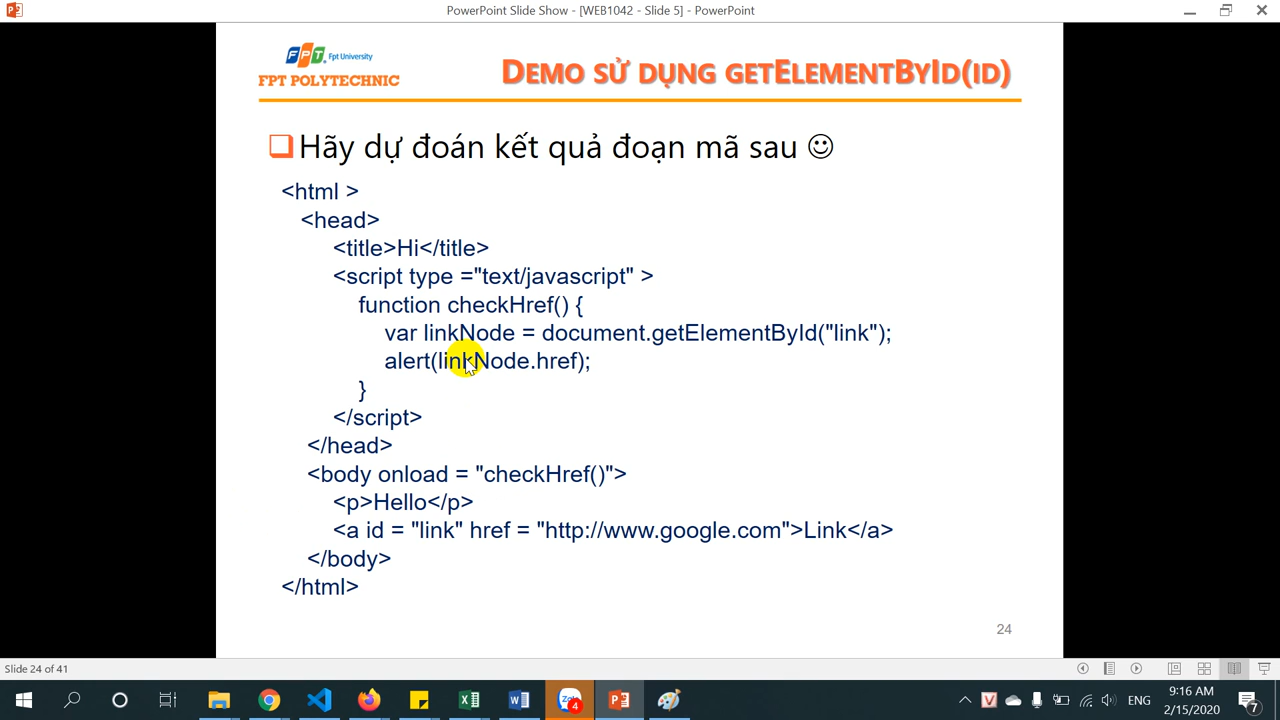 PowerPoint Slide Show - [WEB1042 - Slide 5] - PowerPoint
FPT. Fpt University
FPT POLYTECHNIC
DEMO SỬ DỤNG GETELEMENTBYID(ID)
Hãy dự đoán kết quả đoạn mã sau ☺
<html >
<head>
<title>Hi</title>
<script type ="text/javascript" >
function checkHref() {
var linkNode = document.getElementById("link");
alert(linkNode.href);
}
</script>
</head>
<body onload = "checkHref()">
<p>Hello</p>
<a id = "link" href = "http://www.google.com">Link</a>
</body>
</html>
24
Slide 24 of 41
ENG
9:16 AM
2/15/2020
4
7